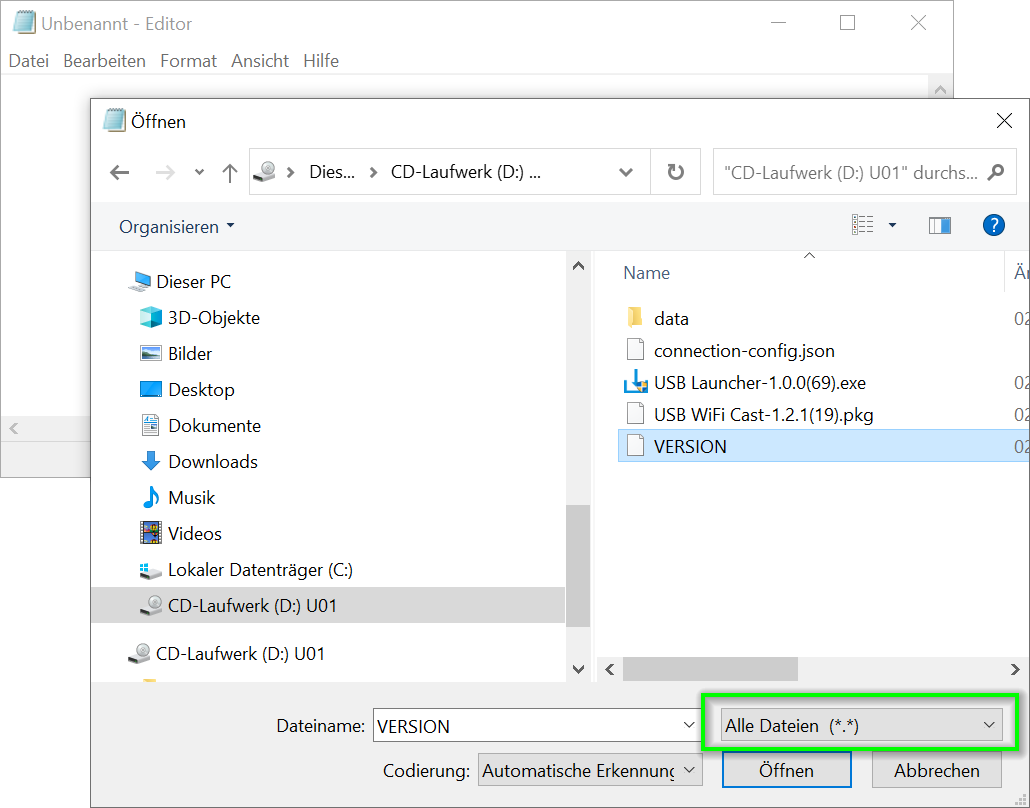 Unbenannt - Editor
Datei Bearbeiten Format Ansicht Hilfe
Öffnen
Dies... CD-Laufwerk (D:) ... "CD-Laufwerk (D:) U01" durchs...
Organisieren ?
Dieser PC
3D-Objekte
Bilder
Desktop
Dokumente
Downloads
Musik
Videos
Lokaler Datenträger (C:)
CD-Laufwerk (D:) U01
CD-Laufwerk (D:) U01
Name Är
data 02
connection-config.json
USB Launcher-1.0.0(69).exe 02
USB WiFi Cast-1.2.1(19).pkg 02
VERSION 02
Dateiname: VERSION Alle Dateien (*.*)
Codierung: Automatische Erkennung Öffnen Abbrechen